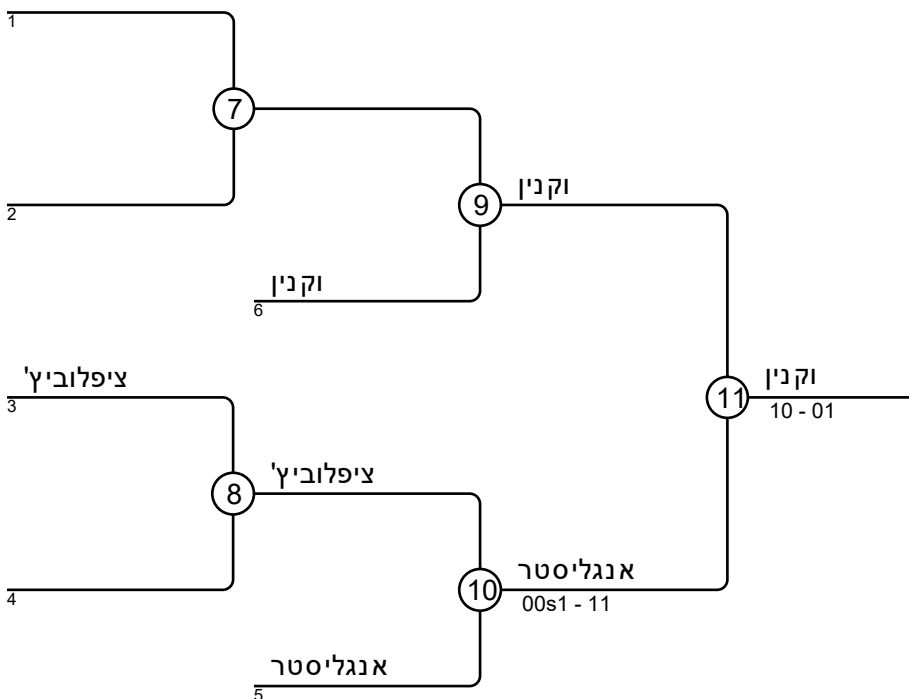 1
7
2
9
וקנין
וקנין
6
ציפלוביץ'
3
11
וקנין
10 - 01
8
ציפלוביץ'
4
10
אנגליסטר
00s1 - 11
אנגליסטר
5